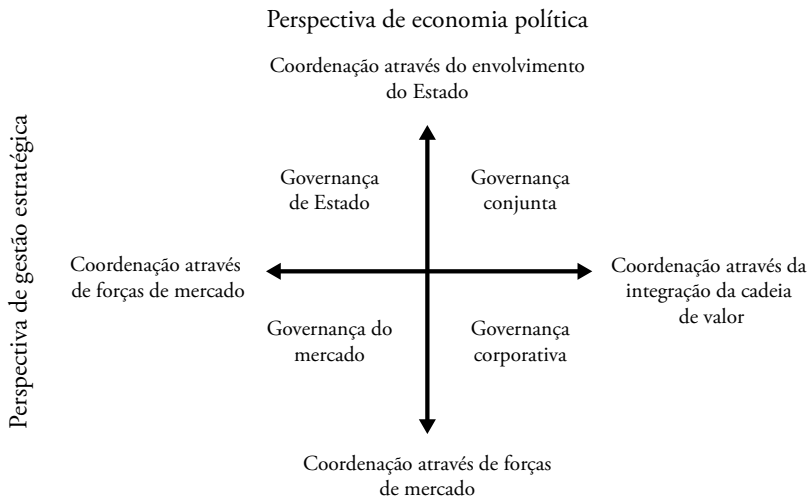 Perspectiva de economia política
Coordenação através do envolvimento
do Estado
Perspectiva de gestão estratégica
Governança
de Estado
Governança
conjunta
Coordenação através
de forças de mercado
Coordenação através da
integração da cadeia
de valor
Governança do
mercado
Governança
corporativa
Coordenação através de forças
de mercado